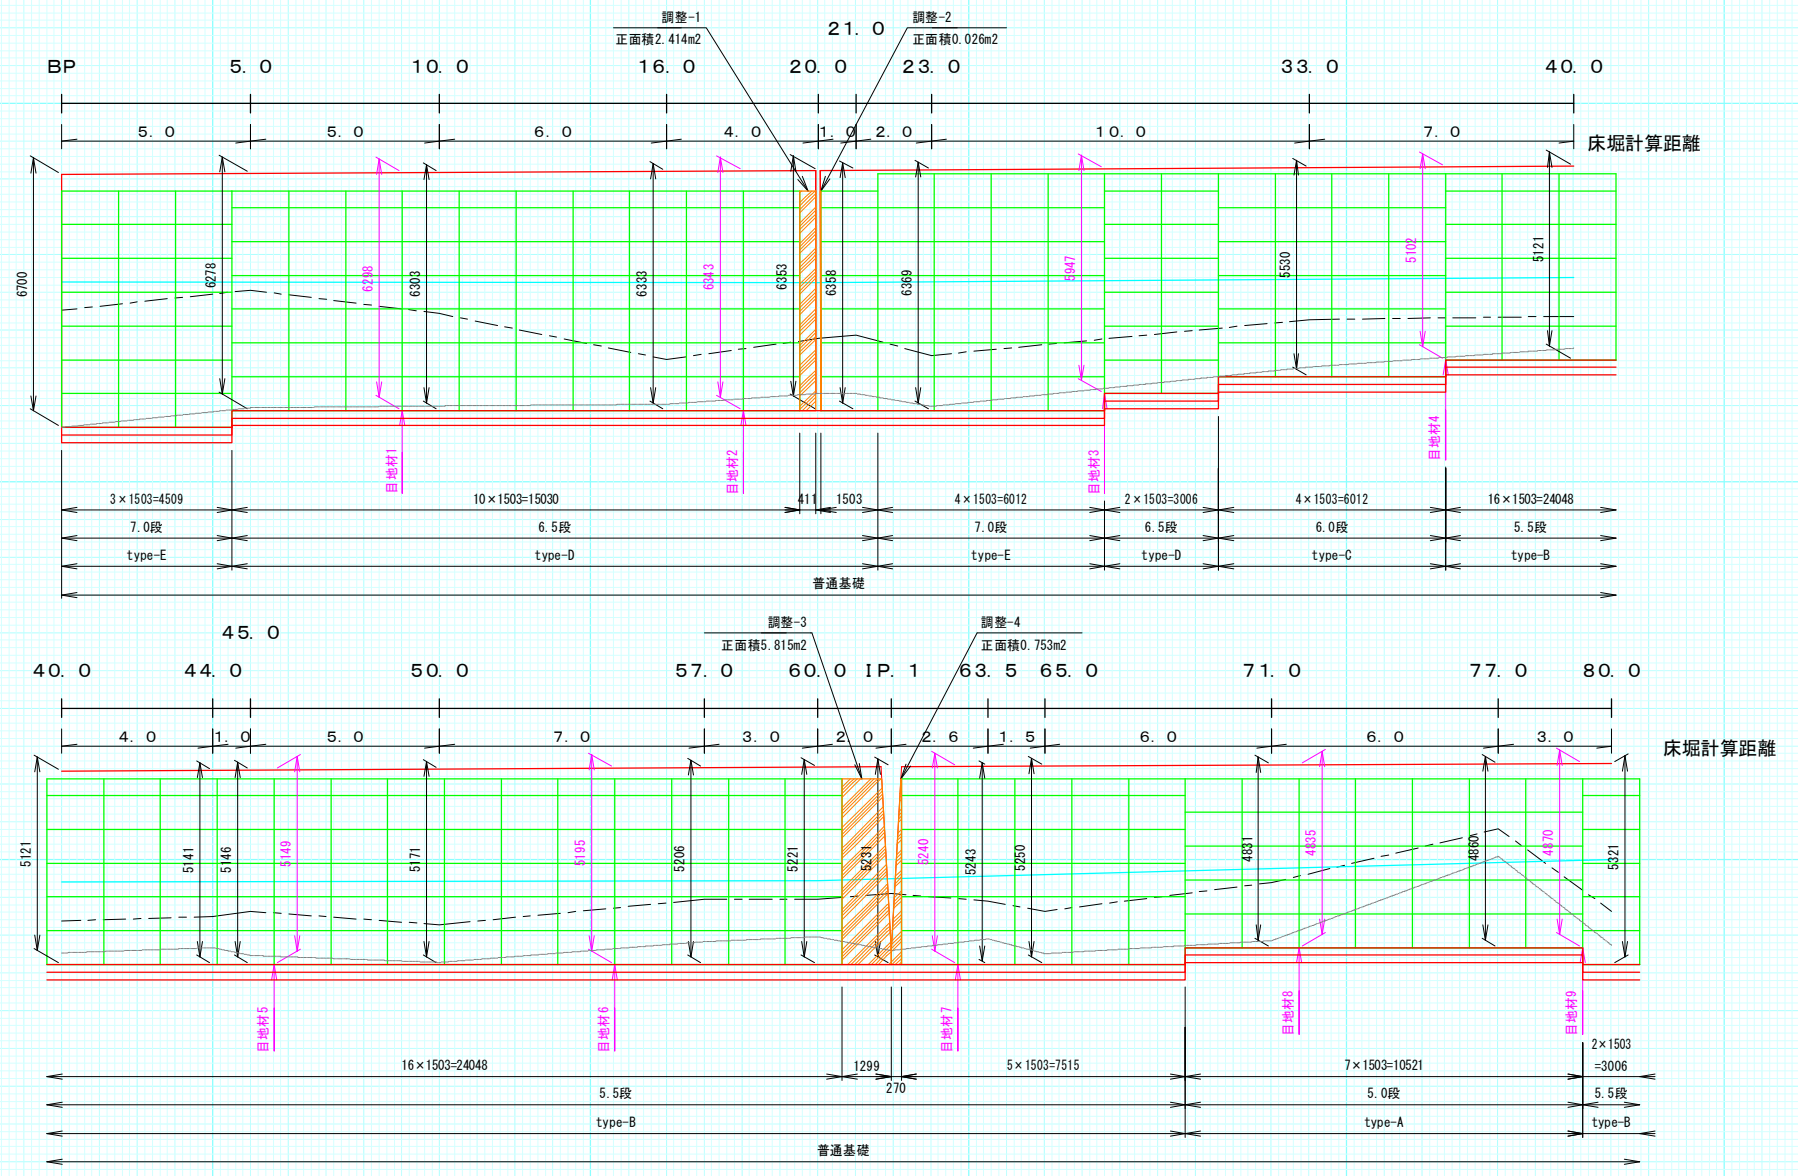 調整-1
正面積2.414m2
調整-2
正面積0.026m2
21. 0
BP 5. 0 10. 0 16. 0 20. 0 23. 0 33. 0 40. 0
5. 0 5. 0 6. 0 4. 0 1. 0 2. 0 10. 0 7. 0
床堀計算距離
6700 6278 6298 6303 6333 6343 6353 6358 6369 5947 5530 5102 5121
目地材1 目地材2 目地材3 目地材4
3×1503=4509 10×1503=15030 411 1503 4×1503=6012 2×1503=3006 4×1503=6012 16×1503=24048
7.0段 6.5段 7.0段 6.5段 6.0段 5.5段
type-E type-D type-E type-D type-C type-B
普通基礎
調整-3
正面積5.815m2
調整-4
正面積0.753m2
45. 0
40. 0 44. 0 50. 0 57. 0 60. 0 IP. 1 63. 5 65. 0 71. 0 77. 0 80. 0
4. 0 1. 0 5. 0 7. 0 3. 0 2. 0 2. 6 1. 5 6. 0 6. 0 3. 0
床堀計算距離
5121 5141 5146 5149 5171 5195 5206 5221 5231 5240 5243 5250 4831 4835 4860 4870 5321
目地材5 目地材6 目地材7 目地材8 目地材9
16×1503=24048 1299 270 5×1503=7515 7×1503=10521 2×1503
=3006
5.5段 5.0段 5.5段
type-B type-A type-B
普通基礎